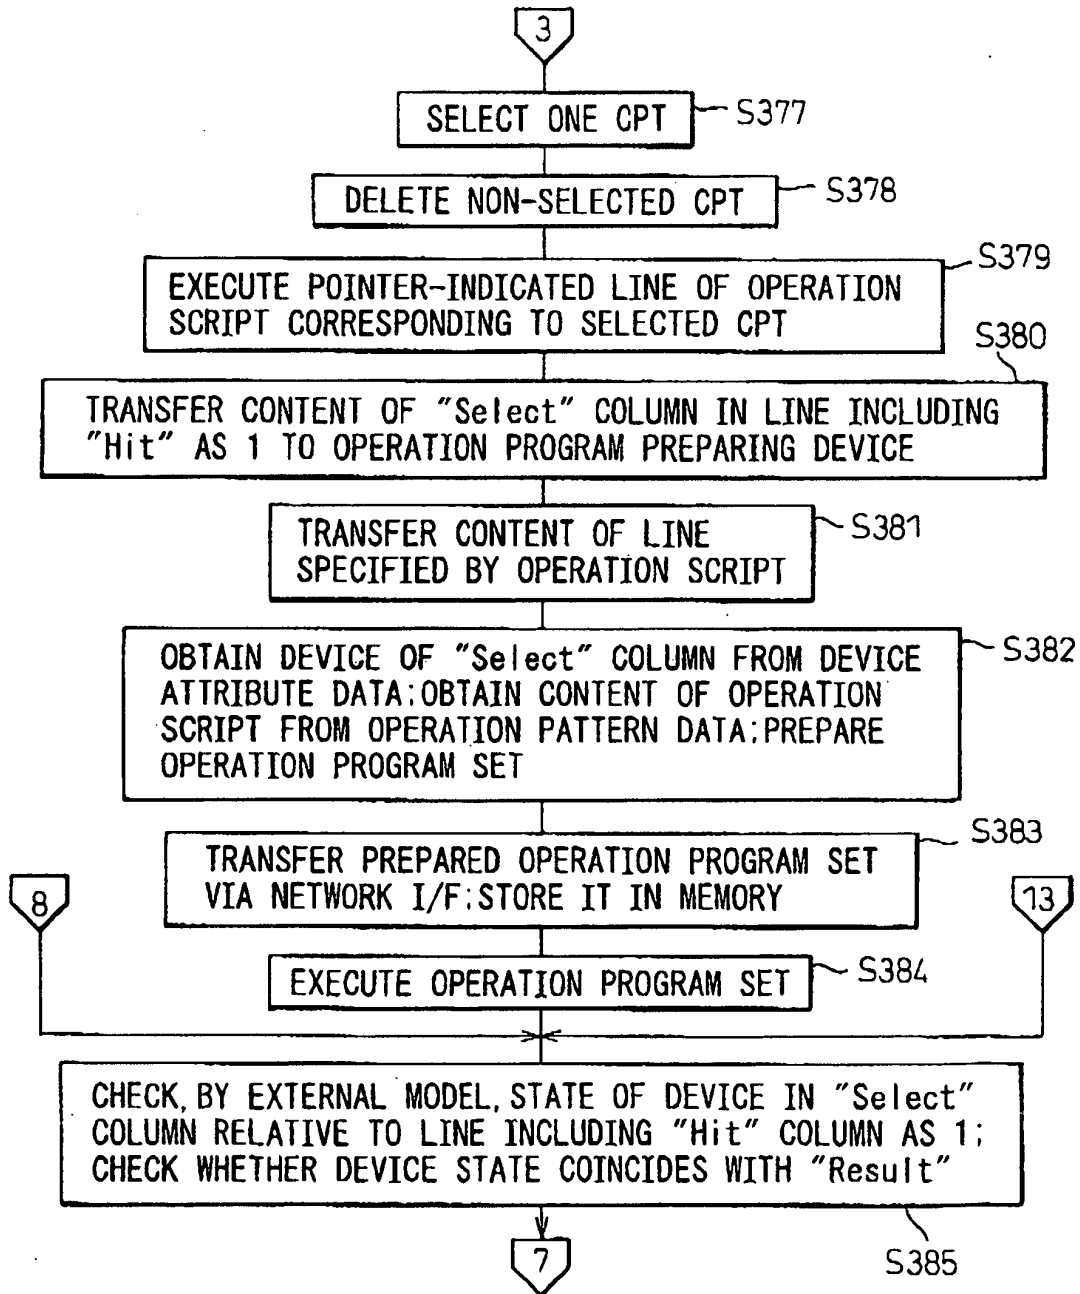 3
SELECT ONE CPT
S377
DELETE NON-SELECTED CPT
S378
EXECUTE POINTER-INDICATED LINE OF OPERATION
SCRIPT CORRESPONDING TO SELECTED CPT
S379
TRANSFER CONTENT OF "Select" COLUMN IN LINE INCLUDING
"Hit" AS 1 TO OPERATION PROGRAM PREPARING DEVICE
S380
TRANSFER CONTENT OF LINE
SPECIFIED BY OPERATION SCRIPT
S381
OBTAIN DEVICE OF "Select" COLUMN FROM DEVICE
ATTRIBUTE DATA;OBTAIN CONTENT OF OPERATION
SCRIPT FROM OPERATION PATTERN DATA;PREPARE
OPERATION PROGRAM SET
S382
TRANSFER PREPARED OPERATION PROGRAM SET
VIA NETWORK I/F;STORE IT IN MEMORY
S383
8
13
EXECUTE OPERATION PROGRAM SET
S384
CHECK, BY EXTERNAL MODEL, STATE OF DEVICE IN "Select"
COLUMN RELATIVE TO LINE INCLUDING "Hit" COLUMN AS 1;
CHECK WHETHER DEVICE STATE COINCIDES WITH "Result"
S385
7